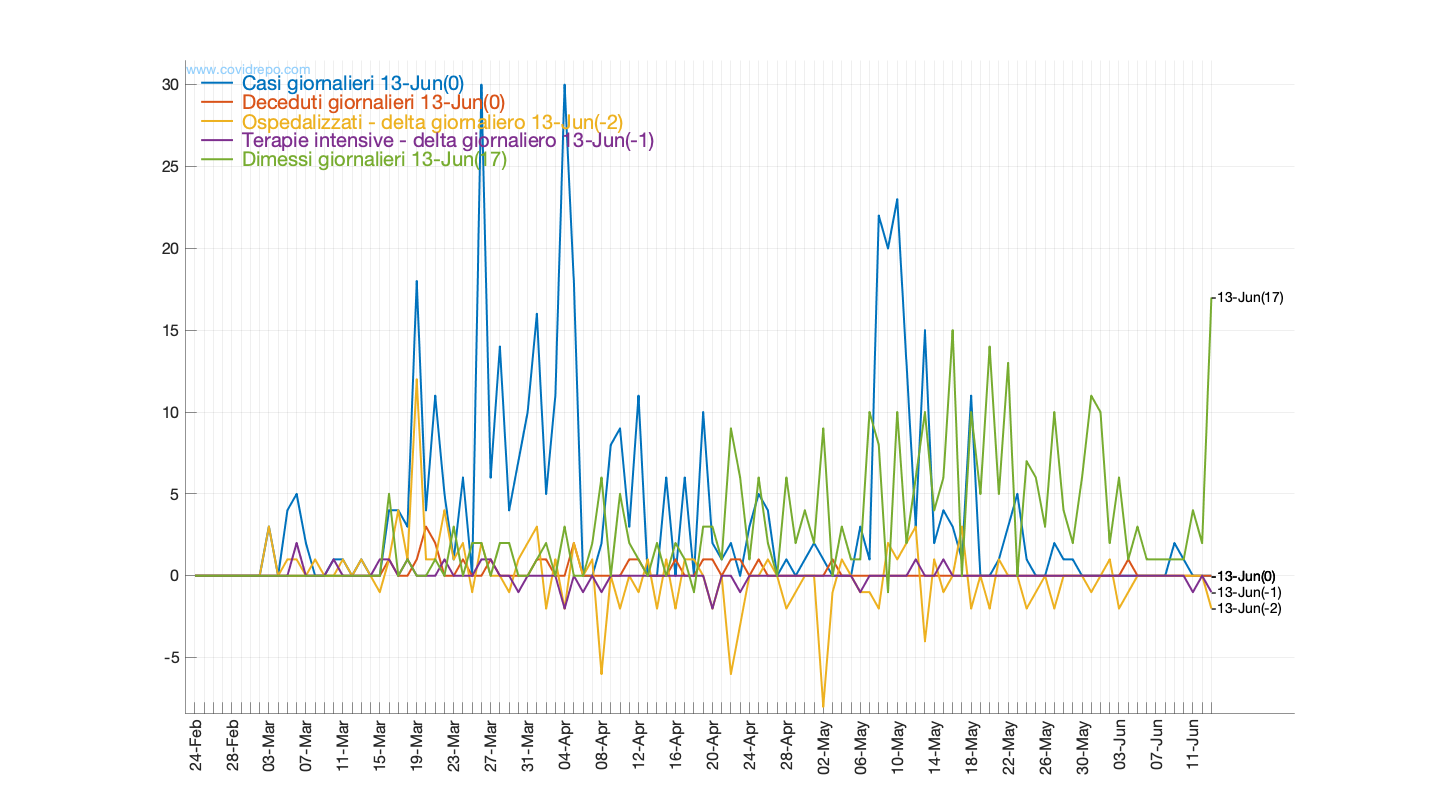 www.covidrepo.com
Casi giornalieri 13-Jun(0)
Deceduti giornalieri 13-Jun(0)
Ospedalizzati - delta giornaliero 13-Jun(-2)
Terapie intensive - delta giornaliero 13-Jun(-1)
Dimessi giornalieri 13-Jun(17)
30
25
20
15
10
5
0
-5
13-Jun(17)
13-Jun(0)
13-Jun(-1)
13-Jun(-2)
24-Feb
28-Feb
03-Mar
07-Mar
11-Mar
15-Mar
19-Mar
23-Mar
27-Mar
31-Mar
04-Apr
08-Apr
12-Apr
16-Apr
20-Apr
24-Apr
28-Apr
02-May
06-May
10-May
14-May
18-May
22-May
26-May
30-May
03-Jun
07-Jun
11-Jun